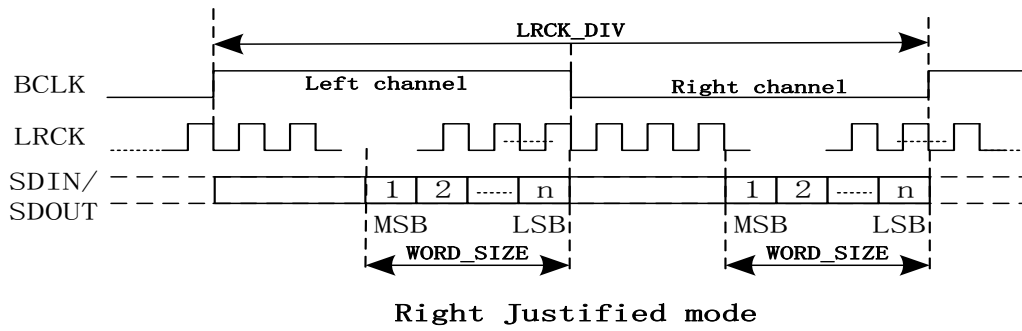 LRCK_DIV
BCLK Left channel Right channel
LRCK
SDIN/ 1 2 n 1 2 n
SDOUT MSB LSB MSB LSB
WORD_SIZE WORD_SIZE
Right Justified mode